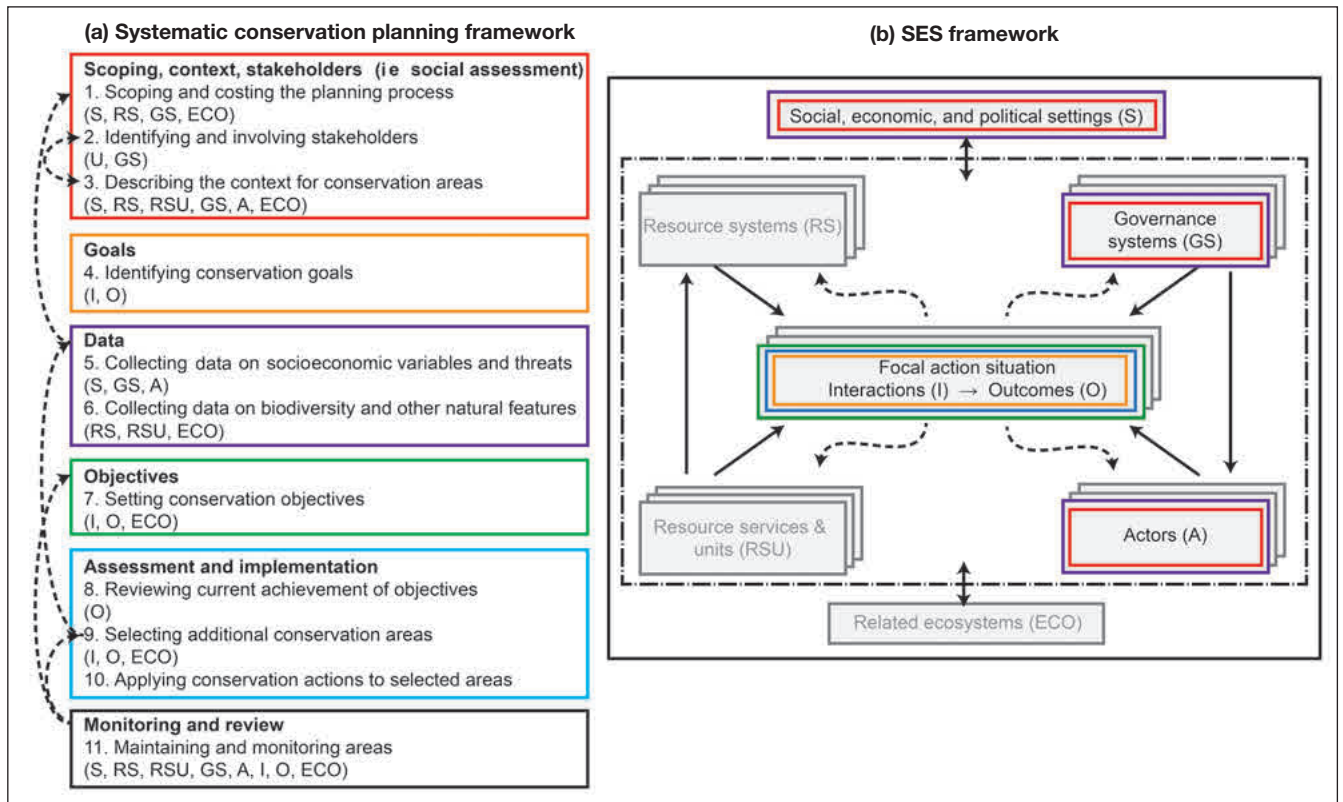 (a) Systematic conservation planning framework
Scoping, context, stakeholders (ie social assessment)
1. Scoping and costing the planning process
(S, RS, GS, ECO)
2. Identifying and involving stakeholders
(U, GS)
3. Describing the context for conservation areas
(S, RS, RSU, GS, A, ECO)
Goals
4. Identifying conservation goals
(I, O)
Data
5. Collecting data on socioeconomic variables and threats
(S, GS, A)
6. Collecting data on biodiversity and other natural features
(RS, RSU, ECO)
Objectives
7. Setting conservation objectives
(I, O, ECO)
Assessment and implementation
8. Reviewing current achievement of objectives
(O)
9. Selecting additional conservation areas
(I, O, ECO)
10. Applying conservation actions to selected areas
Monitoring and review
11. Maintaining and monitoring areas
(S, RS, RSU, GS, A, I, O, ECO)
(b) SES framework
Social, economic, and political settings (S)
Resource systems (RS)
Governance
systems (GS)
Focal action situation
Interactions (I) → Outcomes (O)
Resource services &
units (RSU)
Actors (A)
Related ecosystems (ECO)